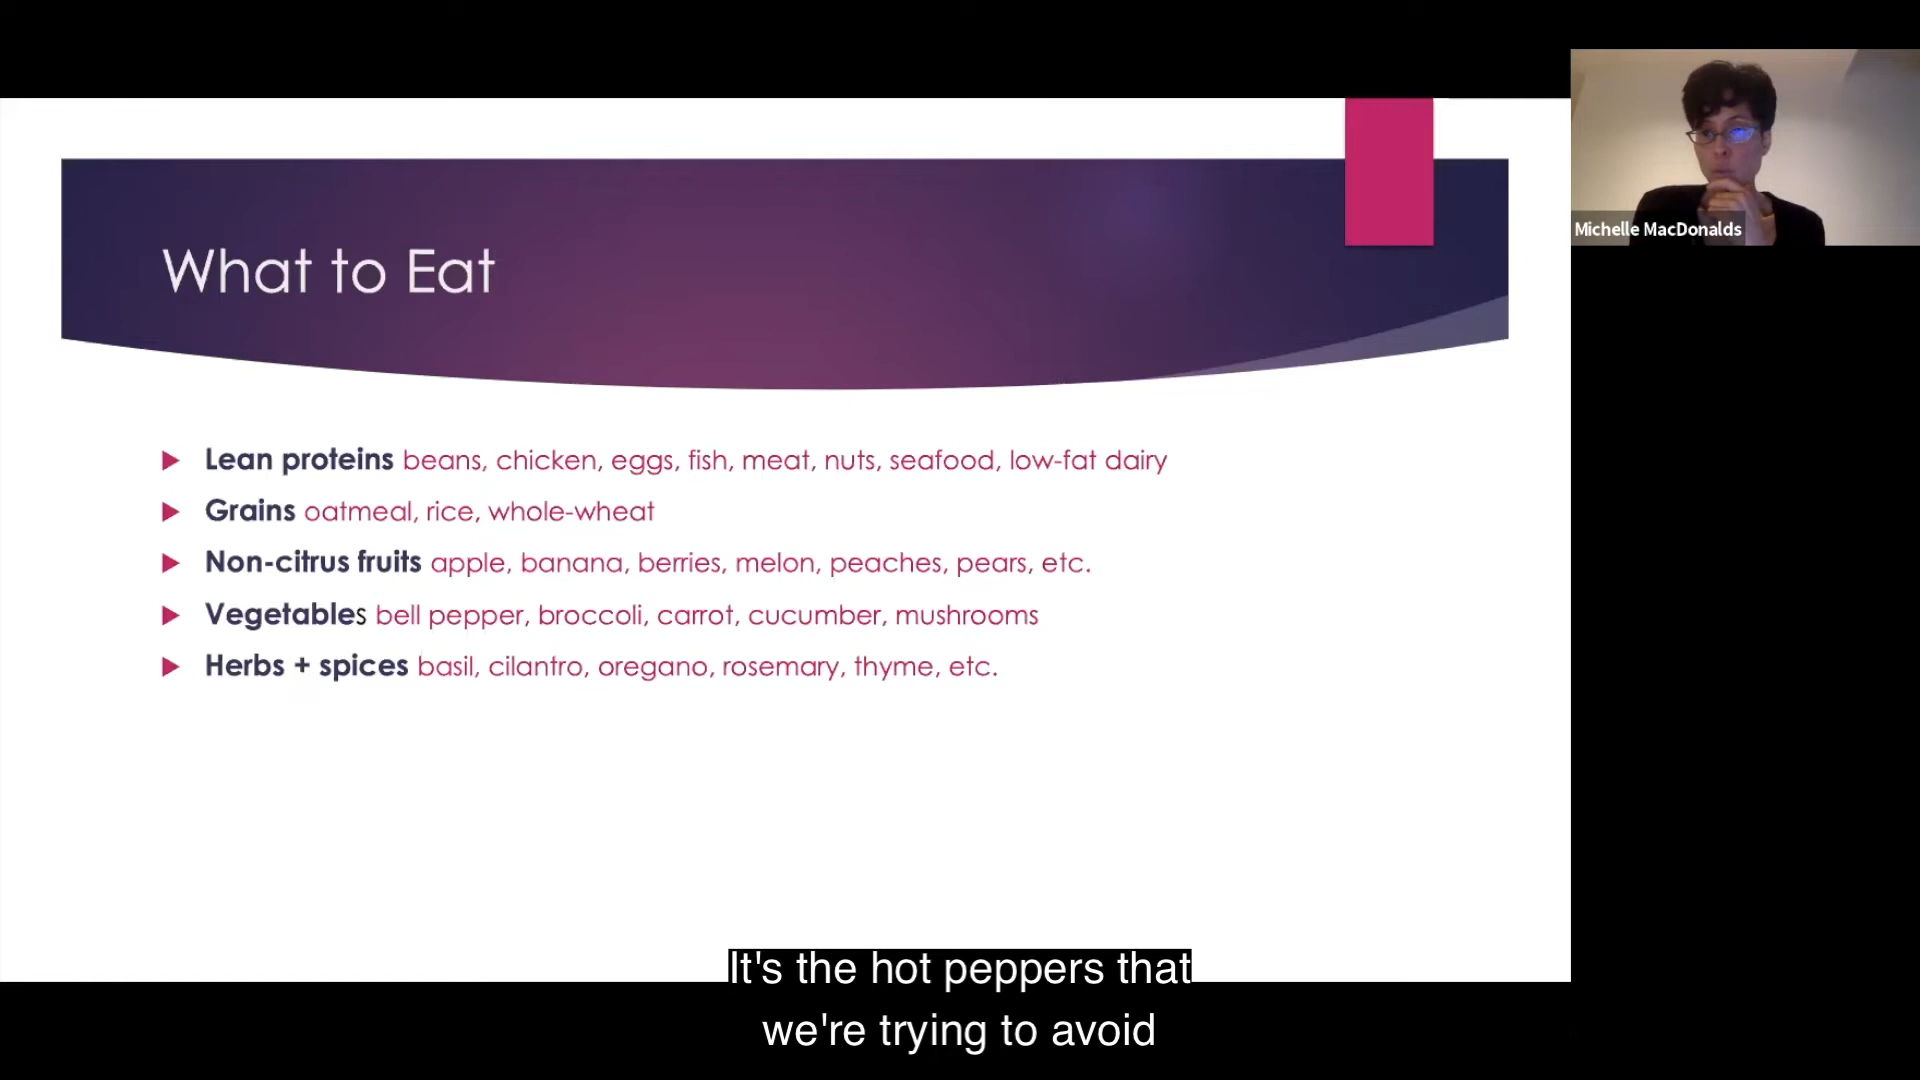 What to Eat
Michelle MacDonalds
Lean proteins beans, chicken, eggs, fish, meat, nuts, seafood, low-fat dairy
Grains oatmeal, rice, whole-wheat
Non-citrus fruits apple, banana, berries, melon, peaches, pears, etc.
Vegetables bell pepper, broccoli, carrot, cucumber, mushrooms
Herbs + spices basil, cilantro, oregano, rosemary, thyme, etc.
It's the hot peppers that
we're trying to avoid